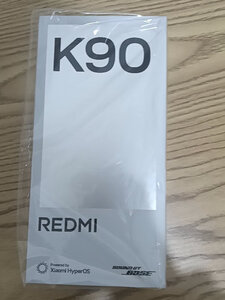 K90
REDMI
Powered by
Xiaomi HyperOS
SOUND BY
BOSE